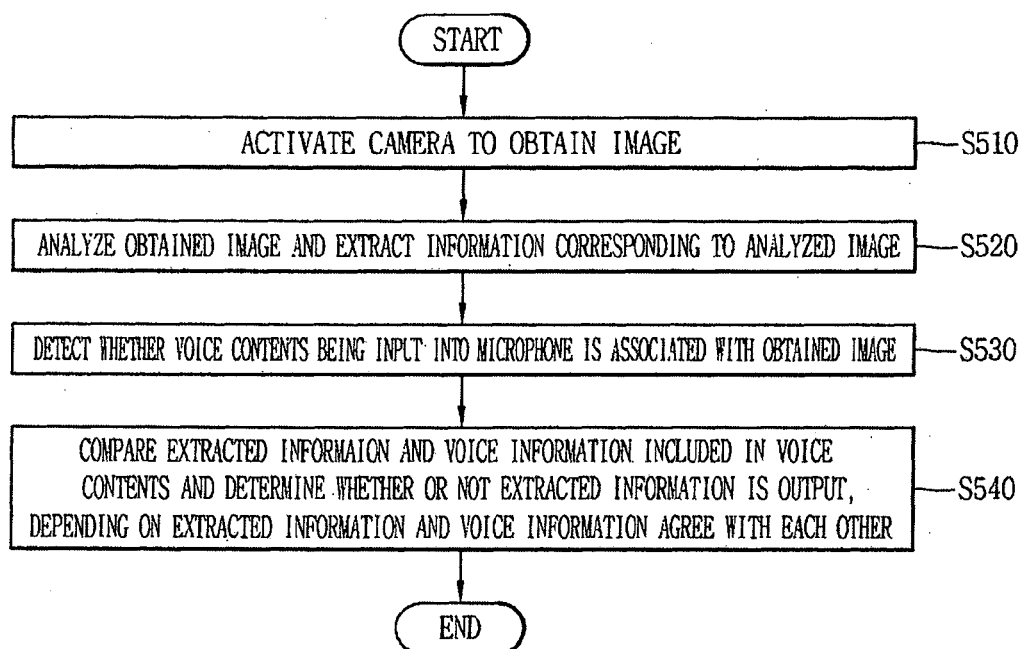 START
ACTIVATE CAMERA TO OBTAIN IMAGE
S510
ANALYZE OBTAINED IMAGE AND EXTRACT INFORMATION CORRESPONDING TO ANALYZED IMAGE
S520
DETECT WHETHER VOICE CONTENTS BEING INPUT INTO MICROPHONE IS ASSOCIATED WITH OBTAINED IMAGE
S530
COMPARE EXTRACTED INFORMAION AND VOICE INFORMATION INCLUDED IN VOICE
CONTENTS AND DETERMINE WHETHER OR NOT EXTRACTED INFORMATION IS OUTPUT,
S540
DEPENDING ON EXTRACTED INFORMATION AND VOICE INFORMATION AGREE WITH EACH OTHER
END